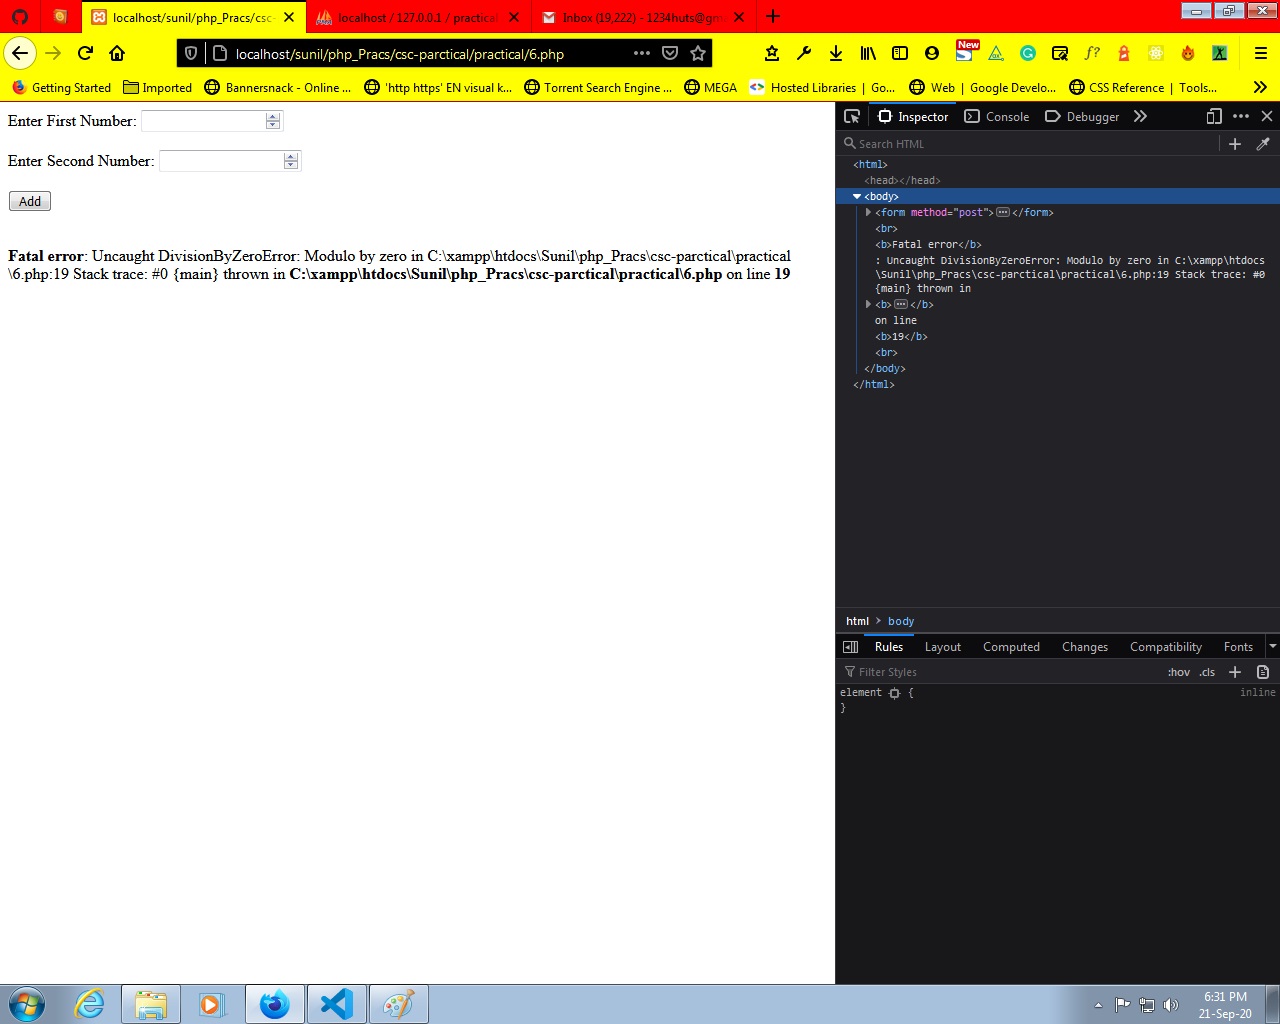 localhost/sunil/php_Pracs/csc-
localhost / 127.0.0.1 / practical
Inbox (19,222) - 1234huts@gm
localhost/sunil/php_Pracs/csc-parctical/practical/6.php
New
f?
Getting Started
Imported
Bannersnack - Online ...
'http https' EN visual k...
Torrent Search Engine ...
MEGA
Hosted Libraries | Go...
Web | Google Develo...
CSS Reference | Tools...
Enter First Number:
Enter Second Number:
Add
Fatal error: Uncaught DivisionByZeroError: Modulo by zero in C:\xampp\htdocs\Sunil\php_Pracs\csc-parctical\practical
\6.php:19 Stack trace: #0 {main} thrown in C:\xampp\htdocs\Sunil\php_Pracs\csc-parctical\practical\6.php on line 19
Inspector
Console
Debugger
Search HTML
<html>
<head></head>
<body>
<form method="post"></form>
<br>
<b>Fatal error</b>
: Uncaught DivisionByZeroError: Modulo by zero in C:\xampp\htdocs
\Sunil\php_Pracs\csc-parctical\practical\6.php:19 Stack trace: #0
{main} thrown in
<b></b>
on line
<b>19</b>
<br>
</body>
</html>
html > body
Rules
Layout
Computed
Changes
Compatibility
Fonts
Filter Styles
:hov
.cls
element {
inline
}
6:31 PM
21-Sep-20